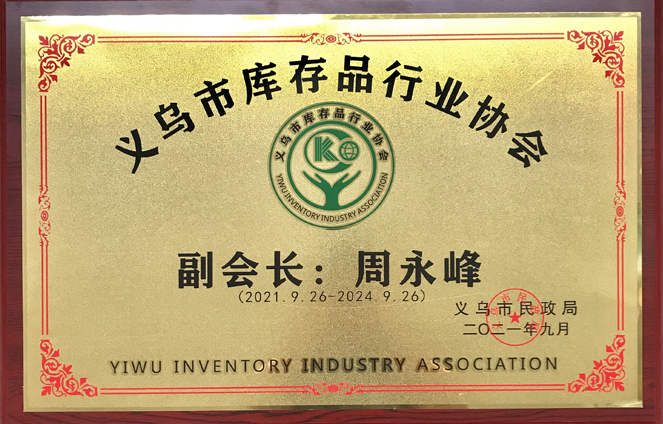 义乌市库存品行业协会
义乌市库存品行业协会
KC
YIWU INVENTORY INDUSTRY ASSOCIATION
副会长：周永峰
(2021.9.26-2024.9.26)
义乌市民政局
二〇二一年九月
YIWU INVENTORY INDUSTRY ASSOCIATION